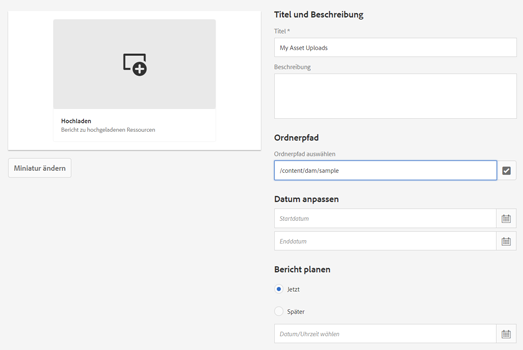 Hochladen
Bericht zu hochgeladenen Ressourcen
Miniatur ändern
Titel und Beschreibung
Titel *
My Asset Uploads
Beschreibung
Ordnerpfad
Ordnerpfad auswählen
/content/dam/sample
Datum anpassen
Startdatum
Enddatum
Bericht planen
Jetzt
Später
Datum/Uhrzeit wählen